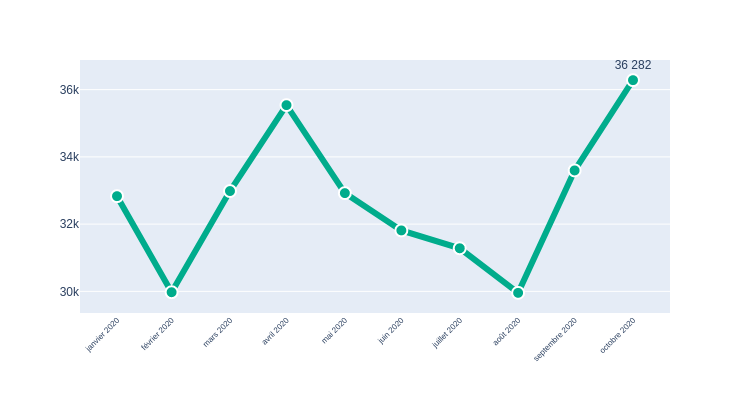 36 282
36k
34k
32k
30k
janvier 2020
février 2020
mars 2020
avril 2020
mai 2020
juin 2020
juillet 2020
août 2020
septembre 2020
octobre 2020